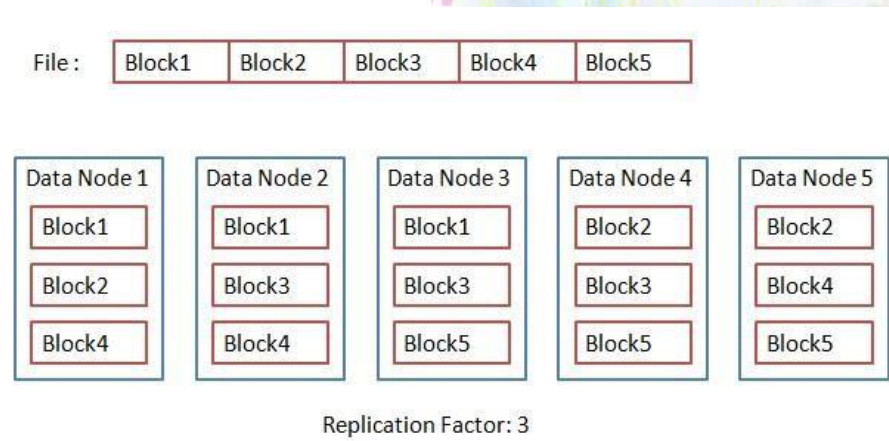 File : Block1 Block2 Block3 Block4 Block5
Data Node 1 Data Node 2 Data Node 3 Data Node 4 Data Node 5
Block1 Block1 Block1 Block2 Block2
Block2 Block3 Block3 Block3 Block4
Block4 Block4 Block5 Block5 Block5
Replication Factor: 3